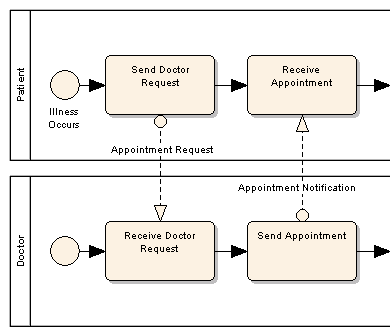 Patient
Illness
Occurs
Send Doctor
Request
Receive
Appointment
Appointment Request
Appointment Notification
Doctor
Receive Doctor
Request
Send Appointment